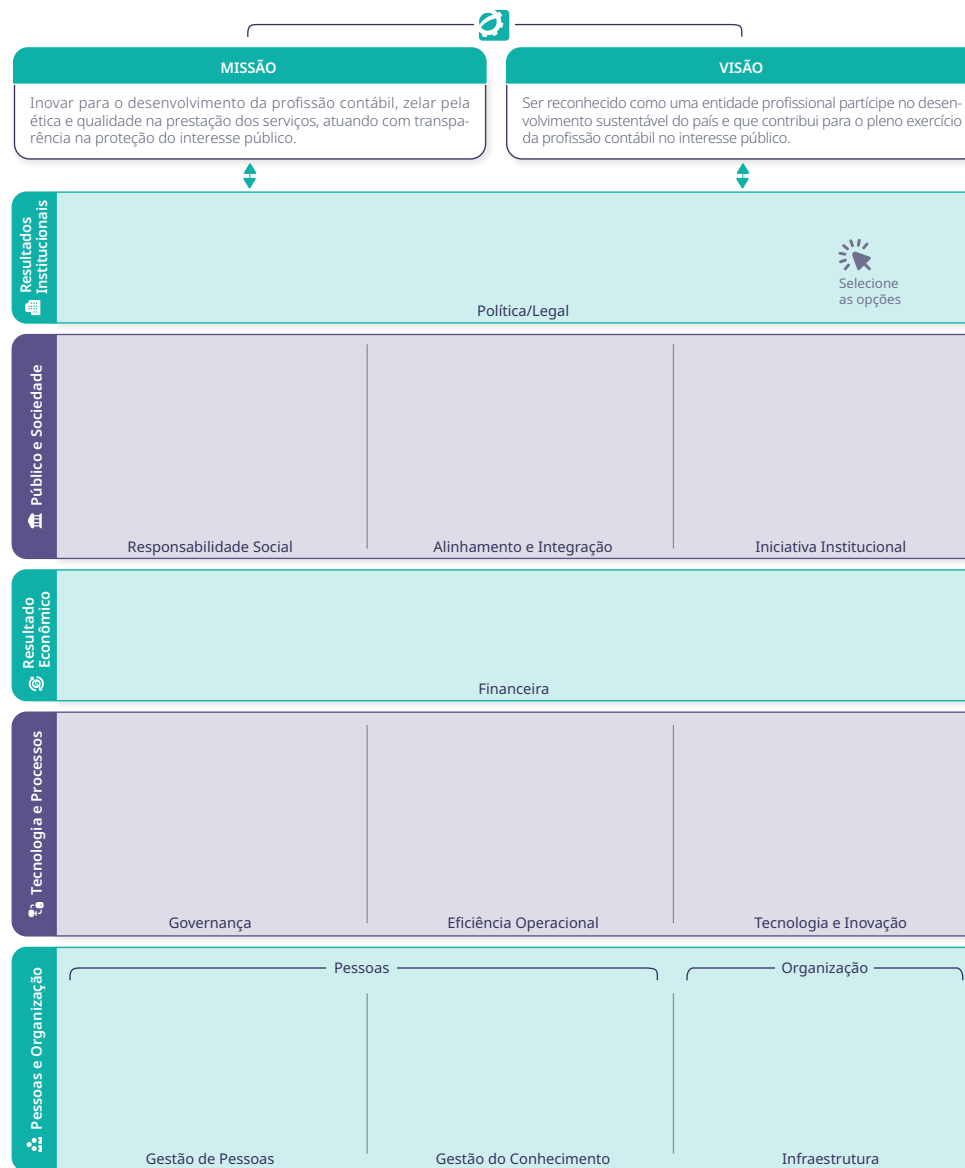 MISSÃO
Inovar para o desenvolvimento da profissão contábil, zelar pela
ética e qualidade na prestação dos serviços, atuando com transpa-
rência na proteção do interesse público.
VISÃO
Ser reconhecido como uma entidade profissional partícipe no desen-
volvimento sustentável do país e que contribui para o pleno exercício
da profissão contábil no interesse público.
Resultados
Institucionais
Selecione
as opções
Política/Legal
Público e Sociedade
Responsabilidade Social
Alinhamento e Integração
Iniciativa Institucional
Resultado
Econômico
Financeira
Tecnologia e Processos
Governança
Eficiência Operacional
Tecnologia e Inovação
Pessoas e Organização
Pessoas
Organização
Gestão de Pessoas
Gestão do Conhecimento
Infraestrutura